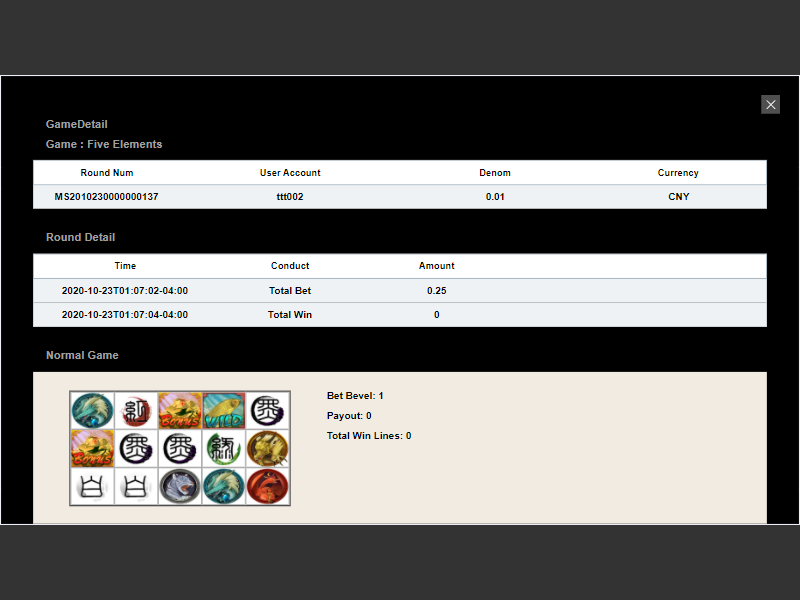 GameDetail
Game : Five Elements
Round Num User Account Denom Currency
MS2010230000000137 ttt002 0.01 CNY
Round Detail
Time Conduct Amount
2020-10-23T01:07:02-04:00 Total Bet 0.25
2020-10-23T01:07:04-04:00 Total Win 0
Normal Game
Bet Bevel: 1
Payout: 0
Total Win Lines: 0
BONUS WILD
BONUS